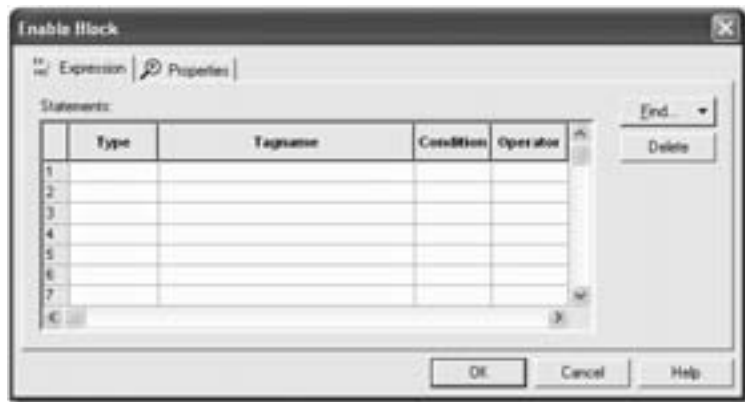 Enable Block
Expression Properties
Statements:
Find...
Delete
Type Tagname Condition Operator
1
2
3
4
5
6
7
OK Cancel Help